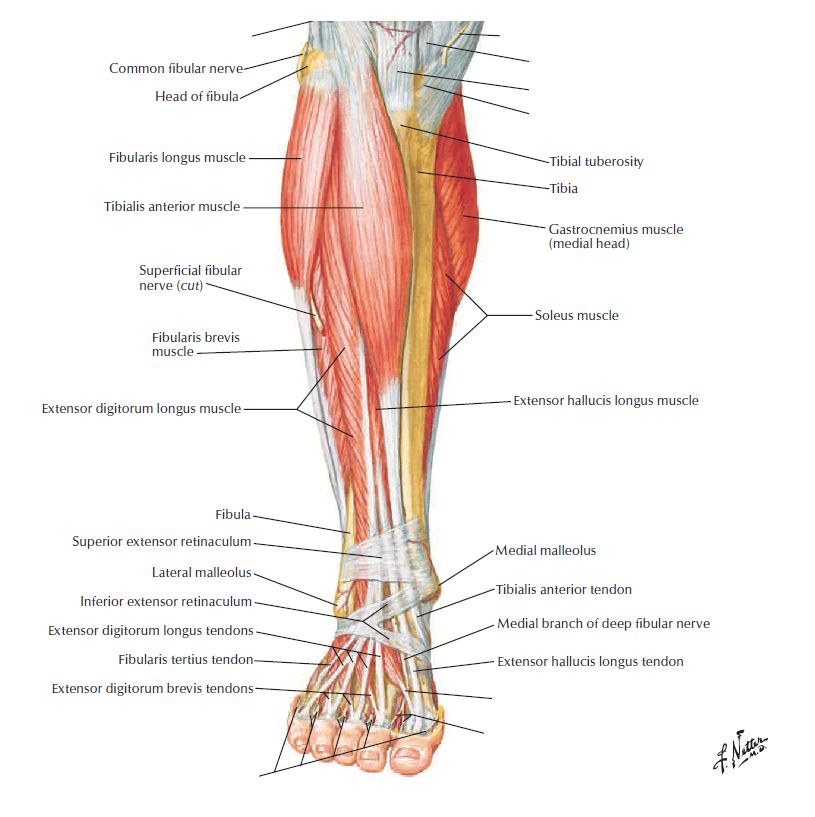 Common fibular nerve
Head of fibula
Fibularis longus muscle
Tibialis anterior muscle
Superficial fibular
nerve (cut)
Fibularis brevis
muscle
Extensor digitorum longus muscle
Fibula
Superior extensor retinaculum
Lateral malleolus
Inferior extensor retinaculum
Extensor digitorum longus tendons
Fibularis tertius tendon
Extensor digitorum brevis tendons
Tibial tuberosity
Tibia
Gastrocnemius muscle
(medial head)
Soleus muscle
Extensor hallucis longus muscle
Medial malleolus
Tibialis anterior tendon
Medial branch of deep fibular nerve
Extensor hallucis longus tendon
F. Netter
M.D.